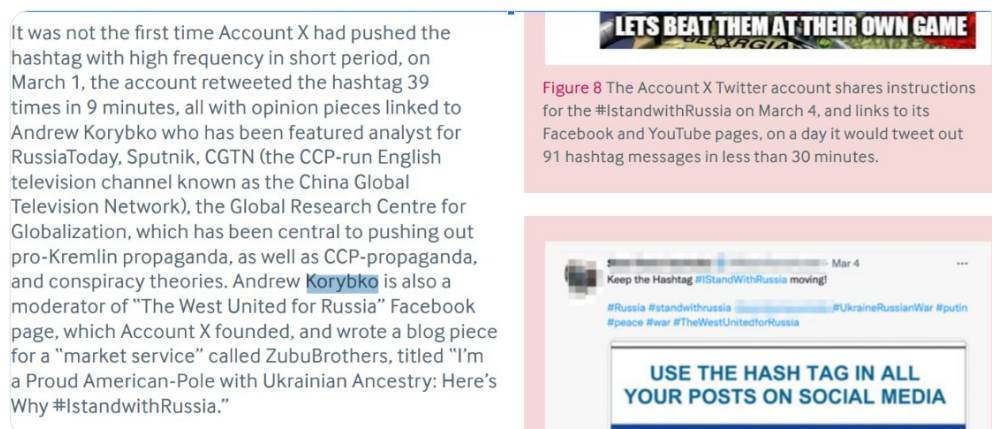 It was not the first time Account X had pushed the
hashtag with high frequency in short period, on
March 1, the account retweeted the hashtag 39
times in 9 minutes, all with opinion pieces linked to
Andrew Korybko who has been featured analyst for
RussiaToday, Sputnik, CGTN (the CCP-run English
television channel known as the China Global
Television Network), the Global Research Centre for
Globalization, which has been central to pushing out
pro-Kremlin propaganda, as well as CCP-propaganda,
and conspiracy theories. Andrew Korybko is also a
moderator of “The West United for Russia” Facebook
page, which Account X founded, and wrote a blog piece
for a “market service” called ZubuBrothers, titled “I’m
a Proud American-Pole with Ukrainian Ancestry: Here’s
Why #IstandwithRussia.”
LETS BEAT THEM AT THEIR OWN GAME
Figure 8 The Account X Twitter account shares instructions
for the #IstandwithRussia on March 4, and links to its
Facebook and YouTube pages, on a day it would tweet out
91 hashtag messages in less than 30 minutes.
Mar 4
Keep the Hashtag #IStandWithRussia moving!
#Russia #standwithrussia #UkraineRussianWar #putin
#peace #war #TheWestUnitedforRussia
USE THE HASH TAG IN ALL
YOUR POSTS ON SOCIAL MEDIA